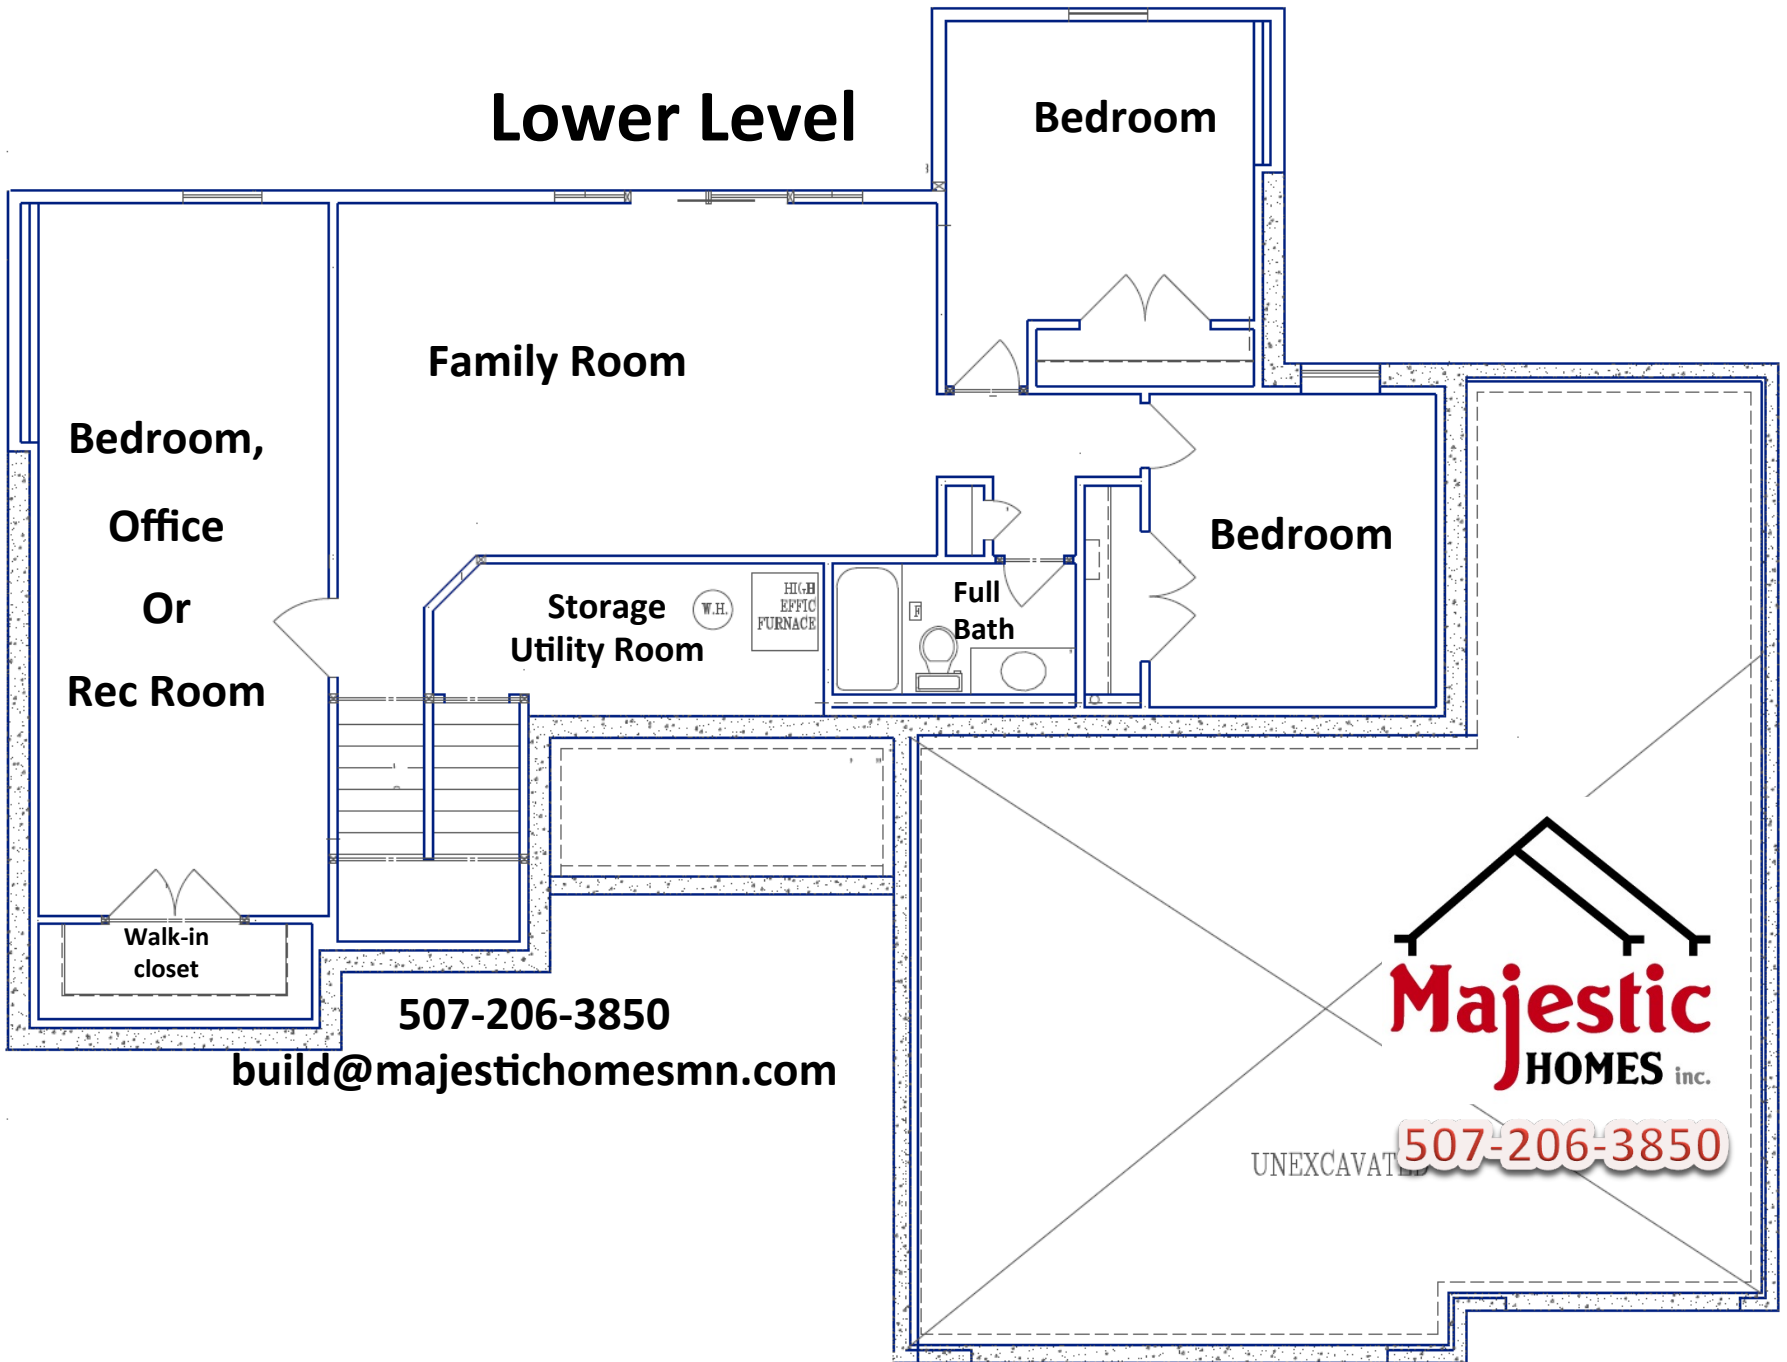 Lower Level
Bedroom
Family Room
Bedroom,
Office
Or
Rec Room
Bedroom
Storage
Utility Room
W.H.
HIGH
EFFIC
FURNACE
F
Full
Bath
Walk-in
closet
507-206-3850
build@majestichomesmn.com
Majestic
HOMES inc.
507-206-3850
UNEXCAVATED